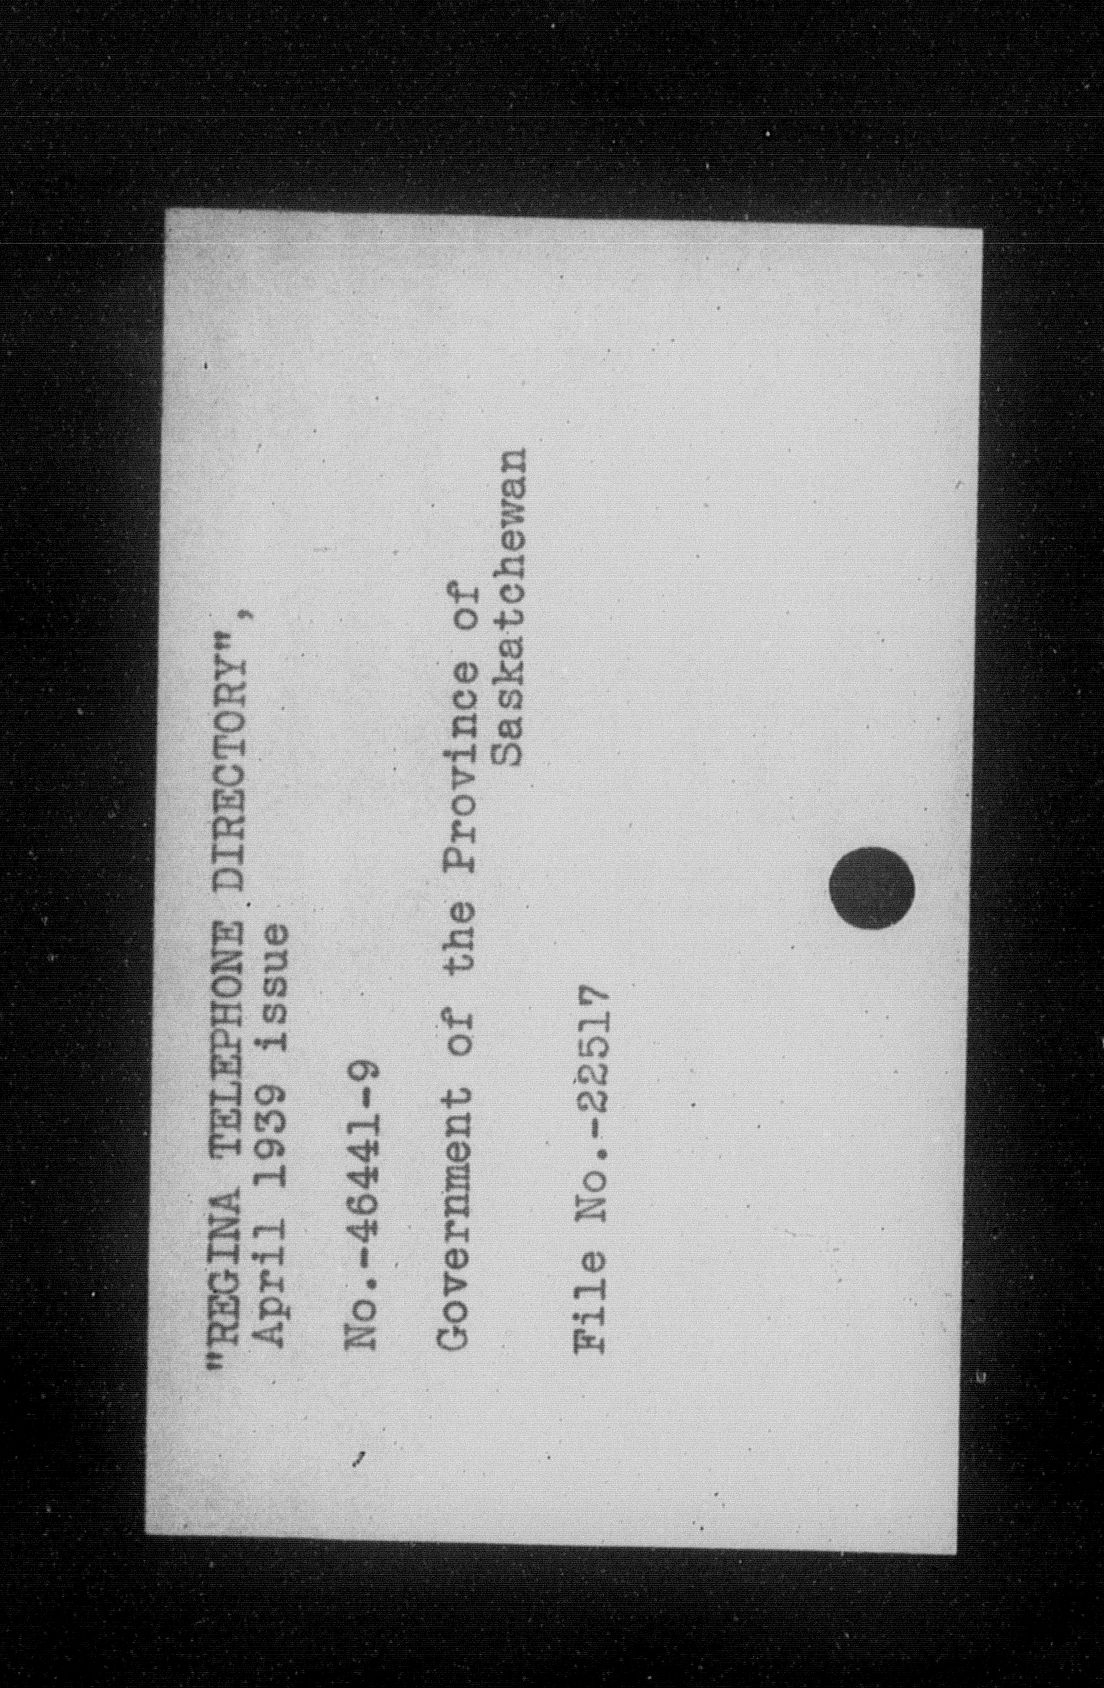 "REGINA TELEPHONE DIRECTORY",
April 1939 issue
No.-46441-9
Government of the Province of
Saskatchewan
File No.-22517